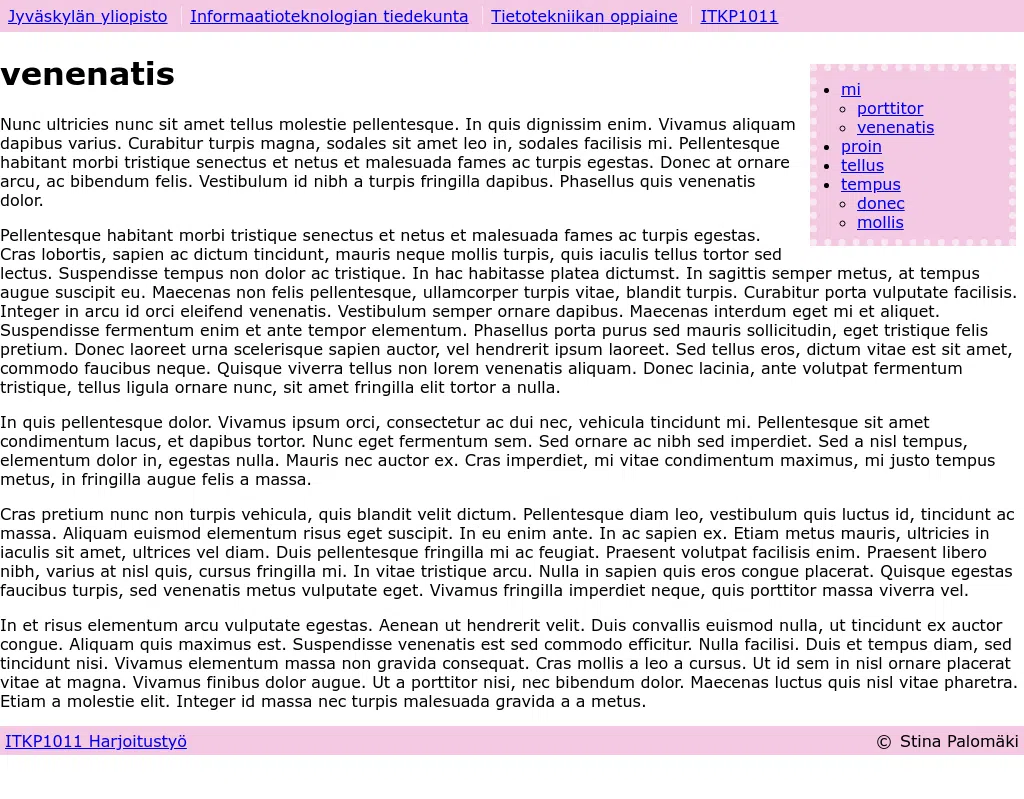 Jyväskylän yliopisto Informaatioteknologian tiedekunta Tietotekniikan oppiaine ITKP1011
venenatis
mi
porttitor
venenatis
proin
tellus
tempus
donec
mollis
Nunc ultricies nunc sit amet tellus molestie pellentesque. In quis dignissim enim. Vivamus aliquam
dapibus varius. Curabitur turpis magna, sodales sit amet leo in, sodales facilisis mi. Pellentesque
habitant morbi tristique senectus et netus et malesuada fames ac turpis egestas. Donec at ornare
arcu, ac bibendum felis. Vestibulum id nibh a turpis fringilla dapibus. Phasellus quis venenatis
dolor.
Pellentesque habitant morbi tristique senectus et netus et malesuada fames ac turpis egestas.
Cras lobortis, sapien ac dictum tincidunt, mauris neque mollis turpis, quis iaculis tellus tortor sed
lectus. Suspendisse tempus non dolor ac tristique. In hac habitasse platea dictumst. In sagittis semper metus, at tempus
augue suscipit eu. Maecenas non felis pellentesque, ullamcorper turpis vitae, blandit turpis. Curabitur porta vulputate facilisis.
Integer in arcu id orci eleifend venenatis. Vestibulum semper ornare dapibus. Maecenas interdum eget mi et aliquet.
Suspendisse fermentum enim et ante tempor elementum. Phasellus porta purus sed mauris sollicitudin, eget tristique felis
pretium. Donec laoreet urna scelerisque sapien auctor, vel hendrerit ipsum laoreet. Sed tellus eros, dictum vitae est sit amet,
commodo faucibus neque. Quisque viverra tellus non lorem venenatis aliquam. Donec lacinia, ante volutpat fermentum
tristique, tellus ligula ornare nunc, sit amet fringilla elit tortor a nulla.
In quis pellentesque dolor. Vivamus ipsum orci, consectetur ac dui nec, vehicula tincidunt mi. Pellentesque sit amet
condimentum lacus, et dapibus tortor. Nunc eget fermentum sem. Sed ornare ac nibh sed imperdiet. Sed a nisl tempus,
elementum dolor in, egestas nulla. Mauris nec auctor ex. Cras imperdiet, mi vitae condimentum maximus, mi justo tempus
metus, in fringilla augue felis a massa.
Cras pretium nunc non turpis vehicula, quis blandit velit dictum. Pellentesque diam leo, vestibulum quis luctus id, tincidunt ac
massa. Aliquam euismod elementum risus eget suscipit. In eu enim ante. In ac sapien ex. Etiam metus mauris, ultricies in
iaculis sit amet, ultrices vel diam. Duis pellentesque fringilla mi ac feugiat. Praesent volutpat facilisis enim. Praesent libero
nibh, varius at nisl quis, cursus fringilla mi. In vitae tristique arcu. Nulla in sapien quis eros congue placerat. Quisque egestas
faucibus turpis, sed venenatis metus vulputate eget. Vivamus fringilla imperdiet neque, quis porttitor massa viverra vel.
In et risus elementum arcu vulputate egestas. Aenean ut hendrerit velit. Duis convallis euismod nulla, ut tincidunt ex auctor
congue. Aliquam quis maximus est. Suspendisse venenatis est sed commodo efficitur. Nulla facilisi. Duis et tempus diam, sed
tincidunt nisi. Vivamus elementum massa non gravida consequat. Cras mollis a leo a cursus. Ut id sem in nisl ornare placerat
vitae at magna. Vivamus finibus dolor augue. Ut a porttitor nisi, nec bibendum dolor. Maecenas luctus quis nisl vitae pharetra.
Etiam a molestie elit. Integer id massa nec turpis malesuada gravida a a metus.
ITKP1011 Harjoitustyö © Stina Palomäki